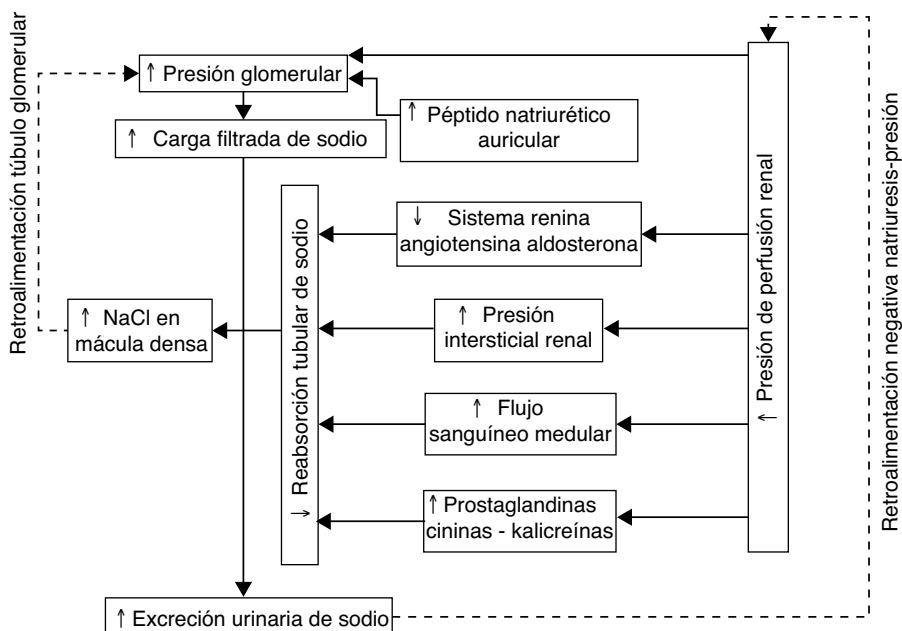 Retroalimentación túbulo glomerular
↑ Presión glomerular
↑ Carga filtrada de sodio
↑ Péptido natriurético
auricular
↓ Sistema renina
angiotensina aldosterona
↑ NaCl en
mácula densa
↓ Reabsorción tubular de sodio
↑ Presión
intersticial renal
↑ Flujo
sanguíneo medular
↑ Prostaglandinas
cininas - kalicreínas
↑ Presión de perfusión renal
Retroalimentación negativa natriuresis-presión
↑ Excreción urinaria de sodio